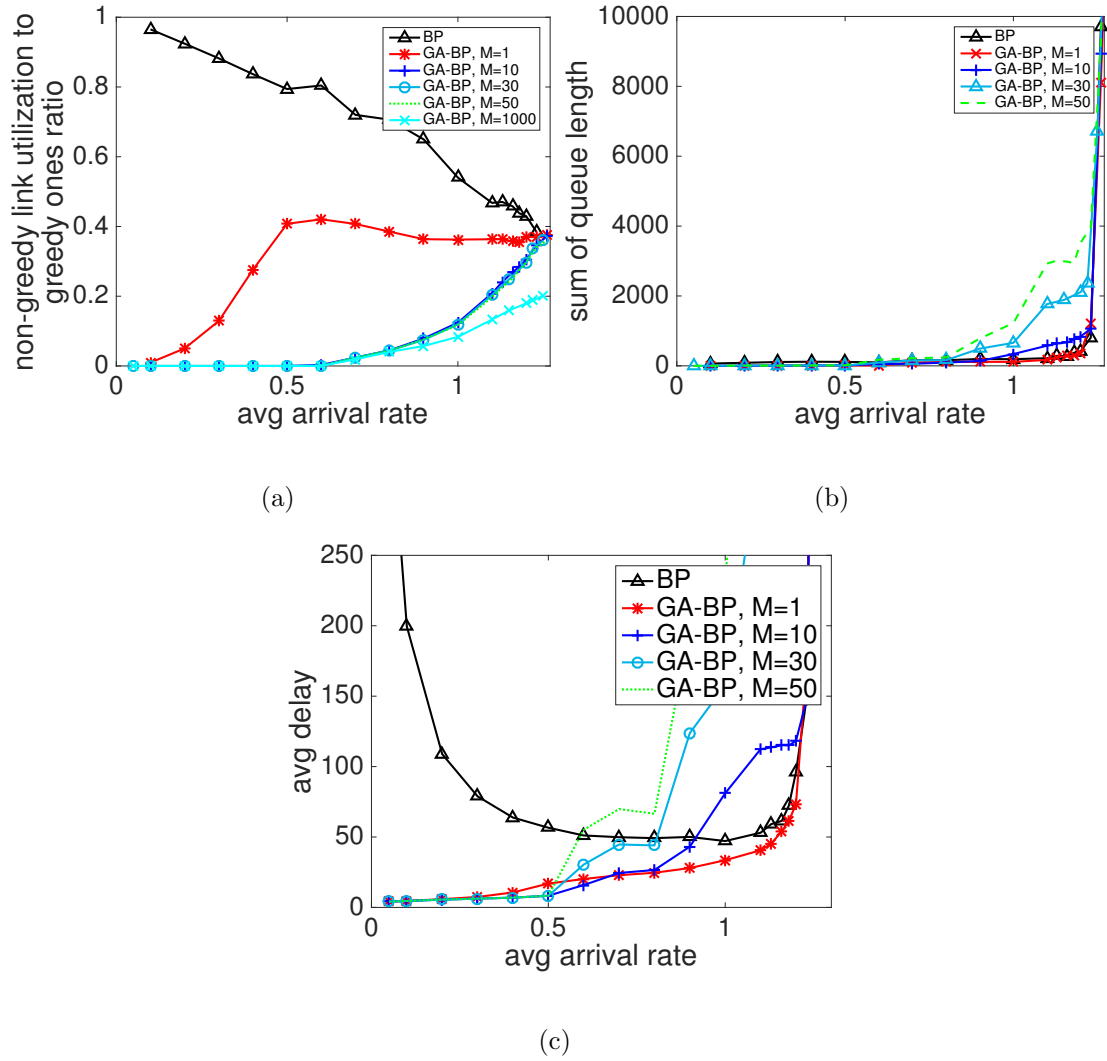 non-greedy link utilization to
greedy ones ratio
1
0.8
0.6
0.4
0.2
0
0 0.5 1
avg arrival rate
BP
GA-BP, M=1
GA-BP, M=10
GA-BP, M=30
GA-BP, M=50
GA-BP, M=1000
(a)
sum of queue length
10000
8000
6000
4000
2000
0
0 0.5 1
avg arrival rate
BP
GA-BP, M=1
GA-BP, M=10
GA-BP, M=30
GA-BP, M=50
(b)
avg delay
250
200
150
100
50
0
0 0.5 1
avg arrival rate
BP
GA-BP, M=1
GA-BP, M=10
GA-BP, M=30
GA-BP, M=50
(c)